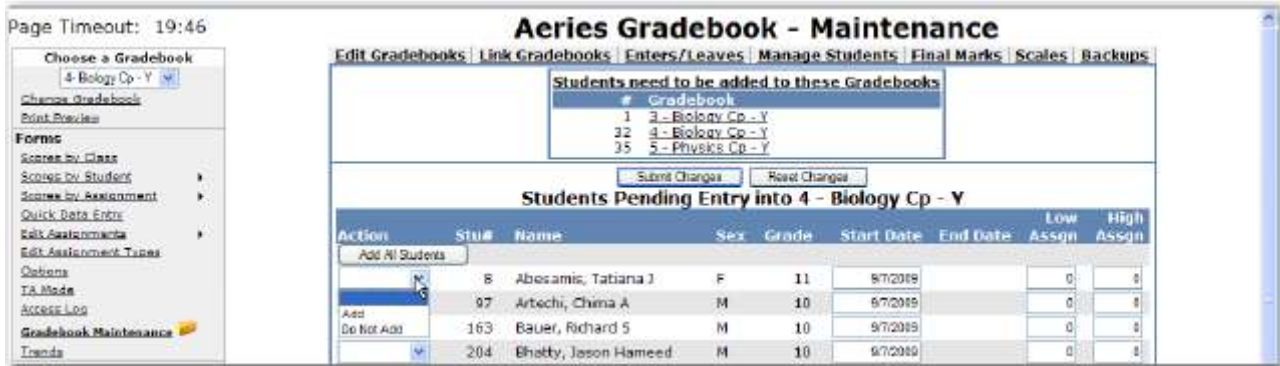 Page Timeout: 19:46
Aeries Gradebook - Maintenance
Choose a Gradebook
4- Biology Cp - Y
Change Gradebook
Print Preview
Forms
Scores by Class
Scores by Student
Scores by Assignment
Quick Data Entry
Edit Assignments
Edit Assignment Types
Options
TA Mode
Access Log
Gradebook Maintenance
Trends
Edit Gradebooks Link Gradebooks Enters/Leaves Manage Students Final Marks Scales Backups
Students need to be added to these Gradebooks
# Gradebook
1 3 - Biology Cp - Y
32 4 - Biology Cp - Y
35 5 - Physics Cp - Y
Submit Changes Reset Changes
Students Pending Entry into 4 - Biology Cp - Y
Action Stu# Name Sex Grade Start Date End Date Low Assgn High Assgn
Add All Students
8 Abesamis, Tatiana J F 11 9/7/2009 0 0
97 Artechi, Chima A M 10 9/7/2009 0 0
Add
Do Not Add 163 Bauer, Richard S M 10 9/7/2009 0 0
204 Bhatty, Jason Hameed M 10 9/7/2009 0 0